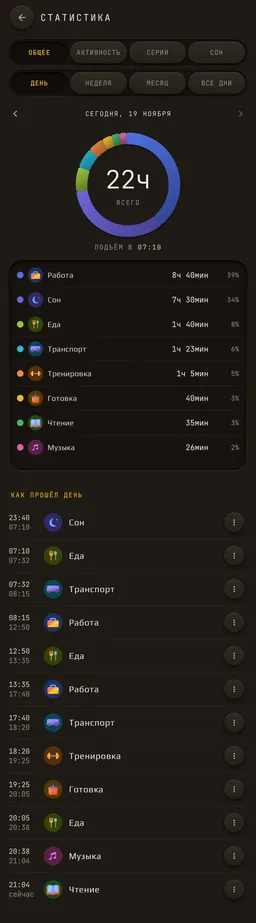 СТАТИСТИКА
ОБЩЕЕ АКТИВНОСТЬ СЕРИИ СОН
ДЕНЬ НЕДЕЛЯ МЕСЯЦ ВСЕ ДНИ
СЕГОДНЯ, 19 НОЯБРЯ
22ч
ВСЕГО
ПОДЪЁМ В 07:10
Работа 8ч 40мин 39%
Сон 7ч 30мин 34%
Еда 1ч 40мин 8%
Транспорт 1ч 23мин 6%
Тренировка 1ч 5мин 5%
Готовка 40мин 3%
Чтение 35мин 3%
Музыка 26мин 2%
КАК ПРОШЁЛ ДЕНЬ
23:40
07:10
Сон
07:10
07:32
Еда
07:32
08:15
Транспорт
08:15
12:50
Работа
12:50
13:35
Еда
13:35
17:40
Работа
17:40
18:20
Транспорт
18:20
19:25
Тренировка
19:25
20:05
Готовка
20:05
20:38
Еда
20:38
21:04
Музыка
21:04
сейчас
Чтение